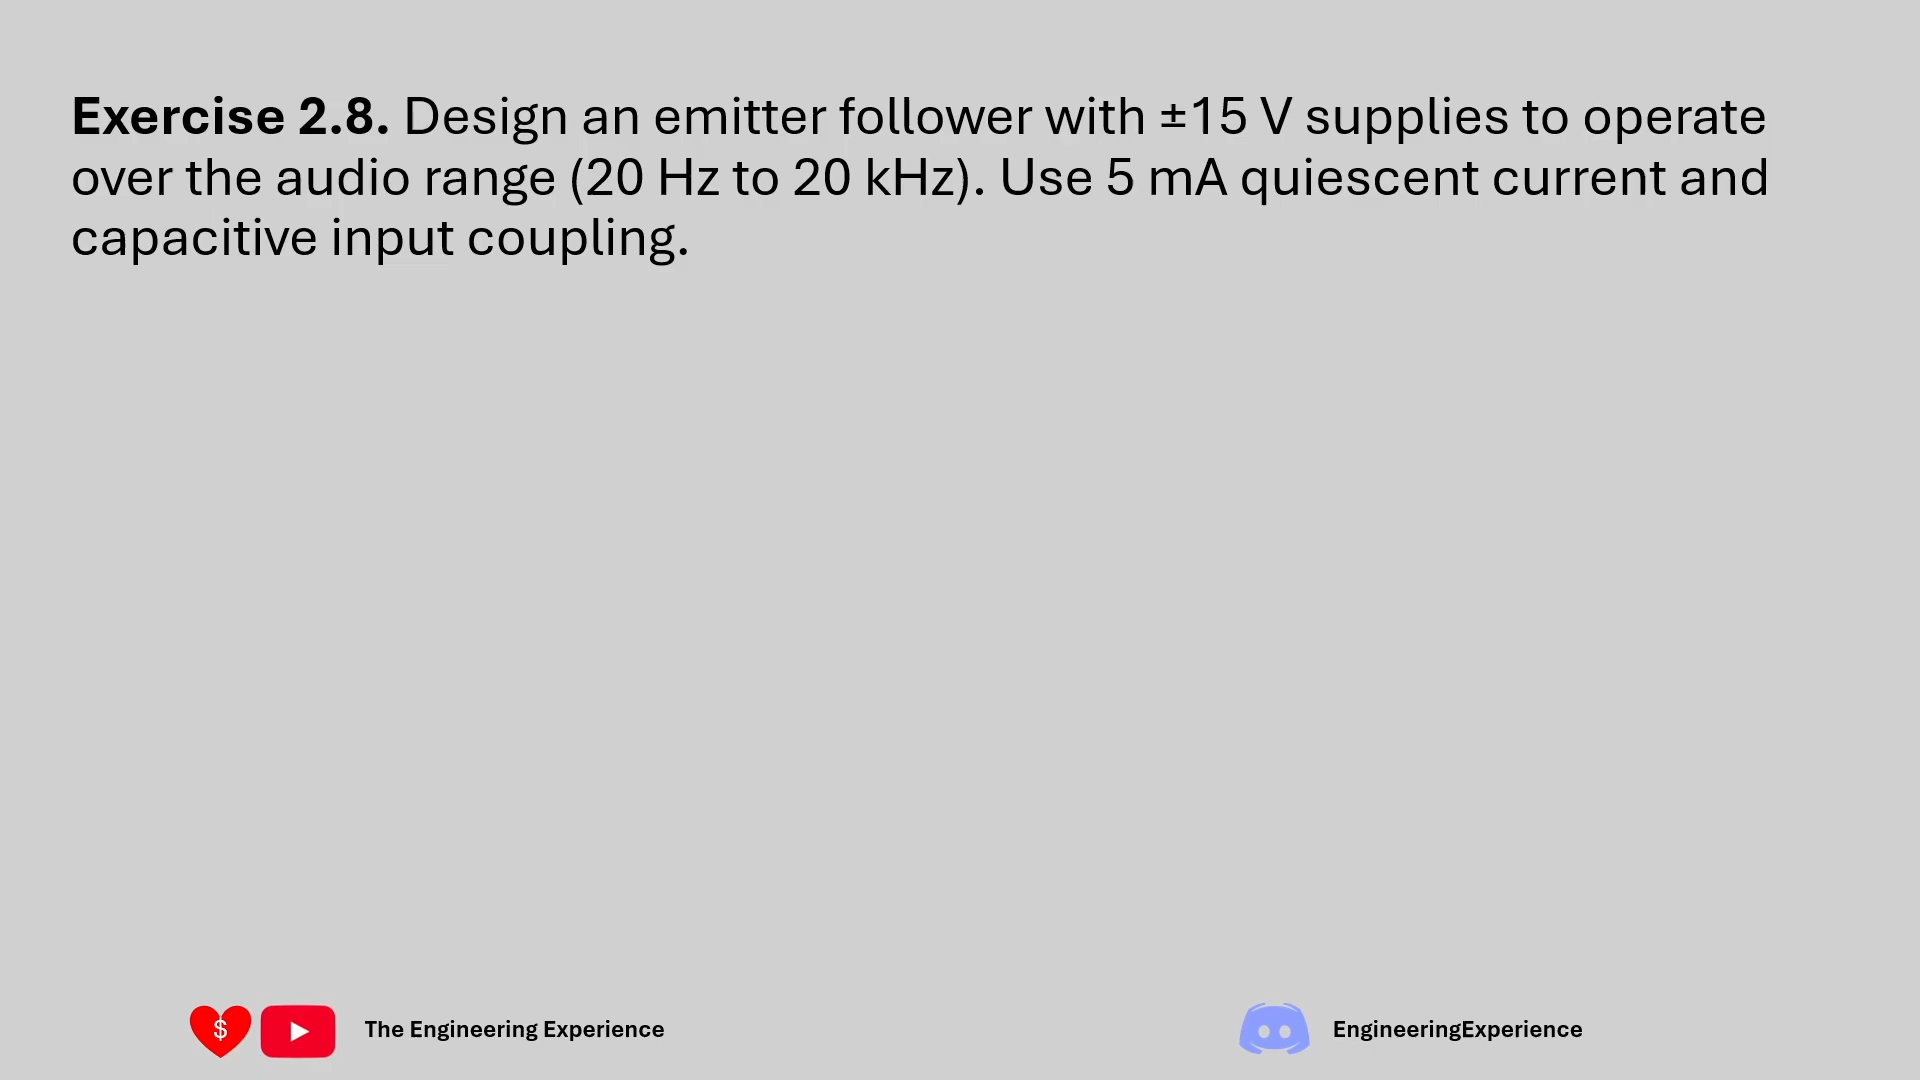 Exercise 2.8. Design an emitter follower with ±15 V supplies to operate
over the audio range (20 Hz to 20 kHz). Use 5 mA quiescent current and
capacitive input coupling.
$
The Engineering Experience
EngineeringExperience